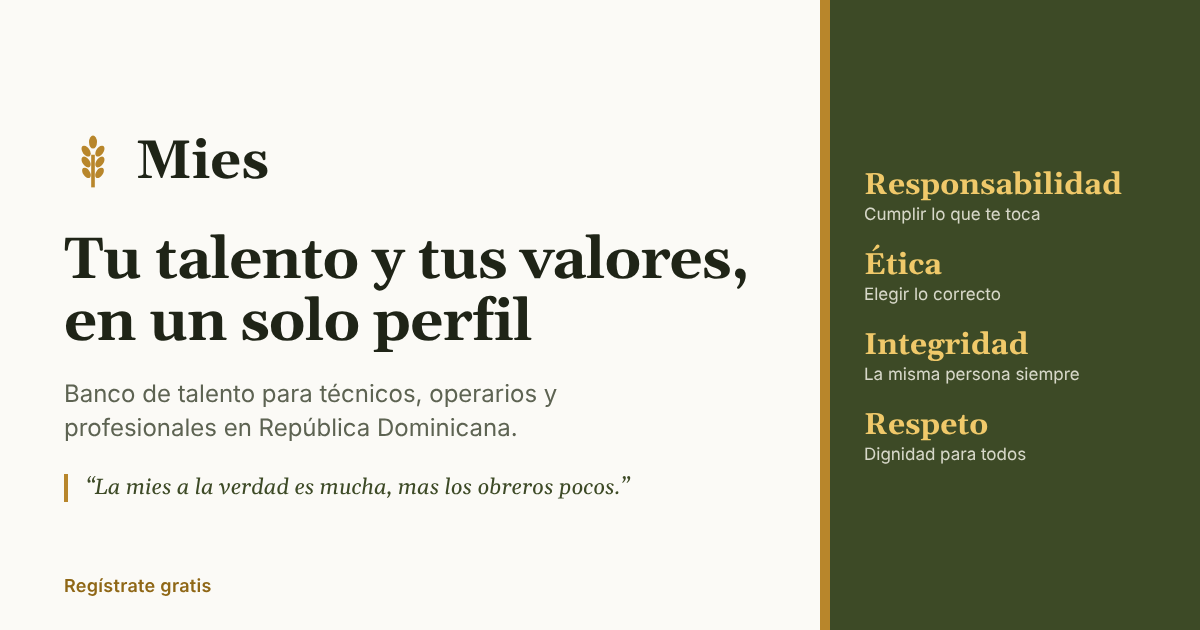 Mies
Tu talento y tus valores,
en un solo perfil
Banco de talento para técnicos, operarios y
profesionales en República Dominicana.
“La mies a la verdad es mucha, mas los obreros pocos.”
Regístrate gratis
Responsabilidad
Cumplir lo que te toca
Ética
Elegir lo correcto
Integridad
La misma persona siempre
Respeto
Dignidad para todos